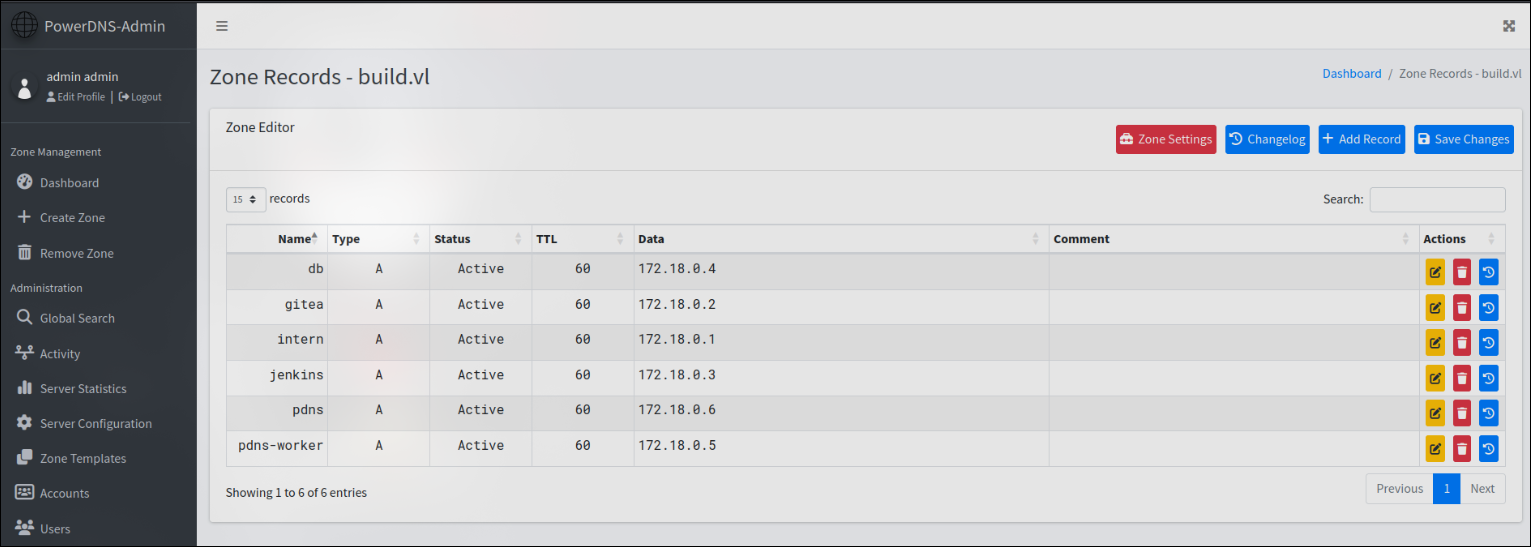 PowerDNS-Admin
admin admin
Edit Profile | Logout
Zone Management
Dashboard
Create Zone
Remove Zone
Administration
Global Search
Activity
Server Statistics
Server Configuration
Zone Templates
Accounts
Users
Zone Records - build.vl
Dashboard / Zone Records - build.vl
Zone Editor
Zone Settings Changelog Add Record Save Changes
15 records Search:
Name Type Status TTL Data Comment Actions
db A Active 60 172.18.0.4
gitea A Active 60 172.18.0.2
intern A Active 60 172.18.0.1
jenkins A Active 60 172.18.0.3
pdns A Active 60 172.18.0.6
pdns-worker A Active 60 172.18.0.5
Showing 1 to 6 of 6 entries
Previous 1 Next